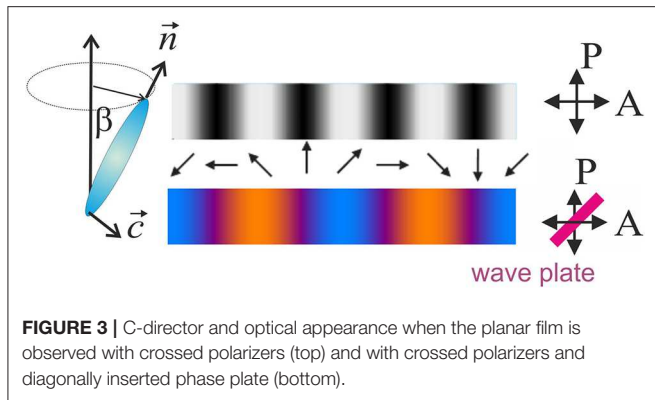 n
P
A
β
P
c
A
wave plate
FIGURE 3 | C-director and optical appearance when the planar film is
observed with crossed polarizers (top) and with crossed polarizers and
diagonally inserted phase plate (bottom).